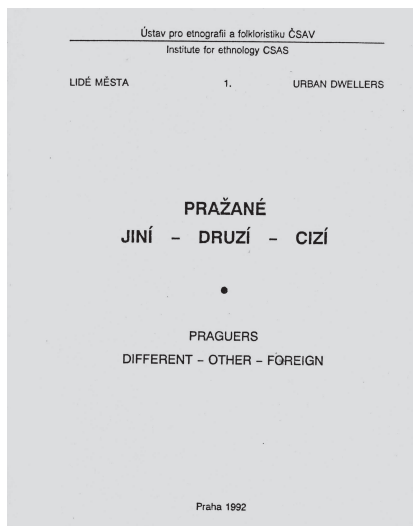 Ústav pro etnografii a folkloristiku ČSAV
Institute for ethnology CSAS
LIDÉ MĚSTA 1. URBAN DWELLERS
PRAŽANÉ
JINÍ – DRUZÍ – CIZÍ
PRAGUERS
DIFFERENT – OTHER – FOREIGN
Praha 1992